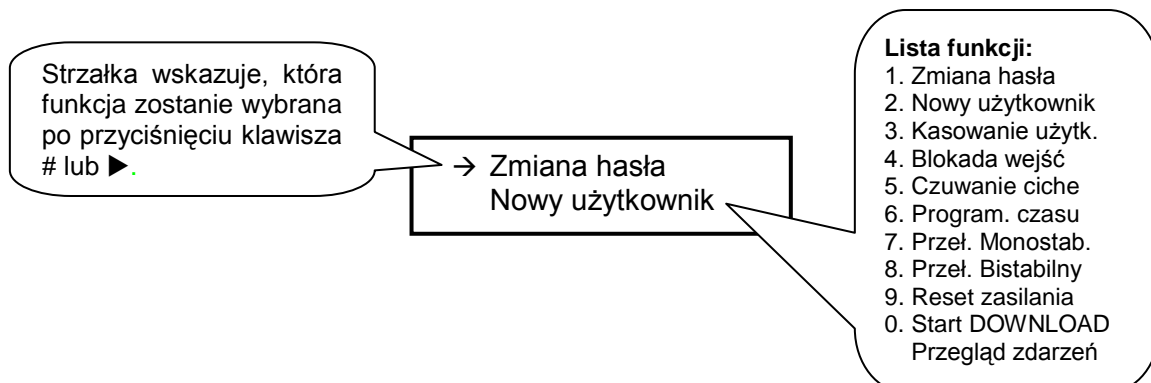 Strzałka wskazuje, która
funkcja zostanie wybrana
po przyciśnięciu klawisza
# lub ▶.
→ Zmiana hasła
Nowy użytkownik
Lista funkcji:
1. Zmiana hasła
2. Nowy użytkownik
3. Kasowanie użytk.
4. Blokada wejść
5. Czuwanie ciche
6. Program. czasu
7. Przeł. Monostab.
8. Przeł. Bistabilny
9. Reset zasilania
0. Start DOWNLOAD
Przegląd zdarzeń